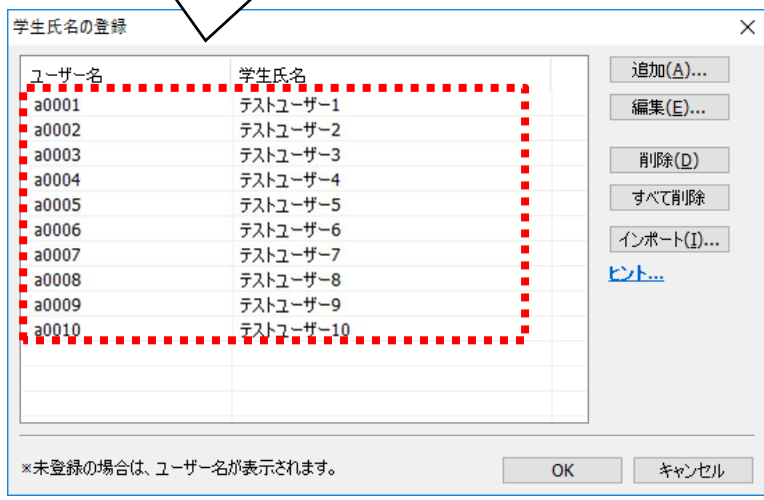 学生氏名の登録
ユーザー名 学生氏名
a0001 テストユーザー1
a0002 テストユーザー2
a0003 テストユーザー3
a0004 テストユーザー4
a0005 テストユーザー5
a0006 テストユーザー6
a0007 テストユーザー7
a0008 テストユーザー8
a0009 テストユーザー9
a0010 テストユーザー10
追加(A)...
編集(E)...
削除(D)
すべて削除
インポート(I)...
ヒント...
※未登録の場合は、ユーザー名が表示されます。
OK キャンセル